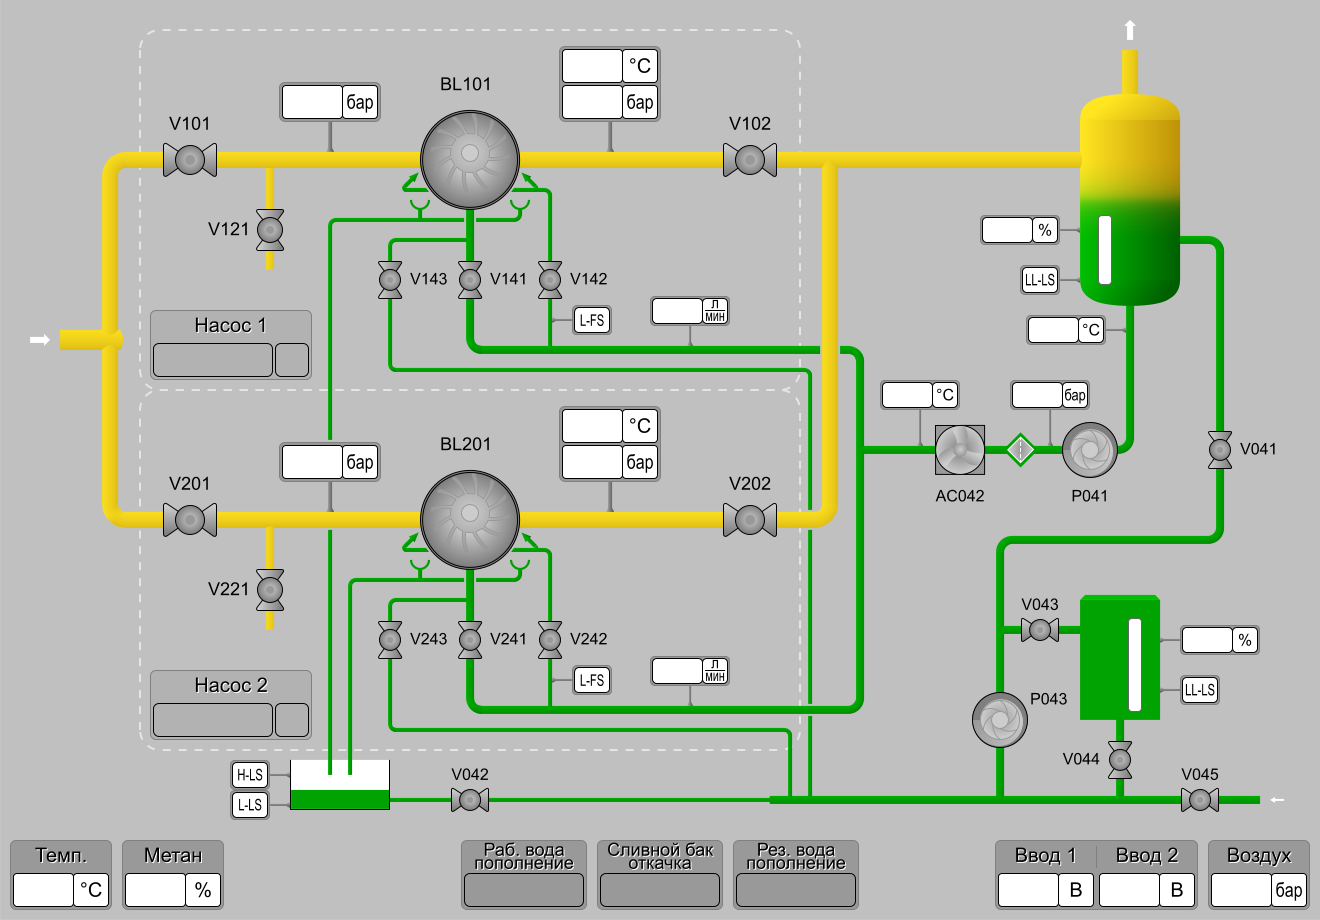 °C
BL101
бар
бар
V101
V102
V121
%
V143
V141
V142
LL-LS
Л
МИН
L-FS
Насос 1
°C
°C
бар
°C
BL201
бар
бар
V041
V201
V202
AC042
P041
V221
V043
V243
V241
V242
%
Л
МИН
L-FS
Насос 2
LL-LS
P043
V044
H-LS
V042
V045
L-LS
Темп.
°C
Метан
%
Раб. вода
пополнение
Сливной бак
откачка
Рез. вода
пополнение
Ввод 1
В
Ввод 2
В
Воздух
бар